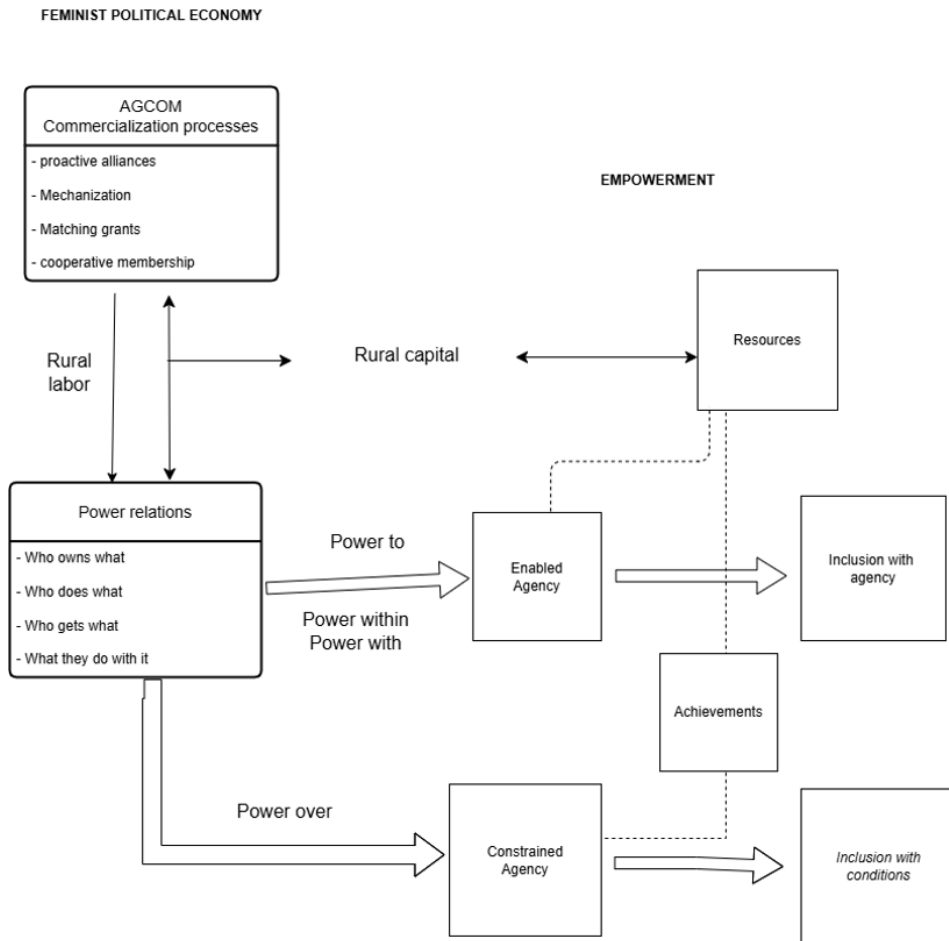 FEMINIST POLITICAL ECONOMY
AGCOM
Commercialization processes
- proactive alliances
- Mechanization
- Matching grants
- cooperative membership
EMPOWERMENT
Rural
labor
Rural capital
Resources
Power relations
- Who owns what
- Who does what
- Who gets what
- What they do with it
Power to
Power within
Power with
Enabled
Agency
Inclusion with
agency
Achievements
Power over
Constrained
Agency
Inclusion with
conditions